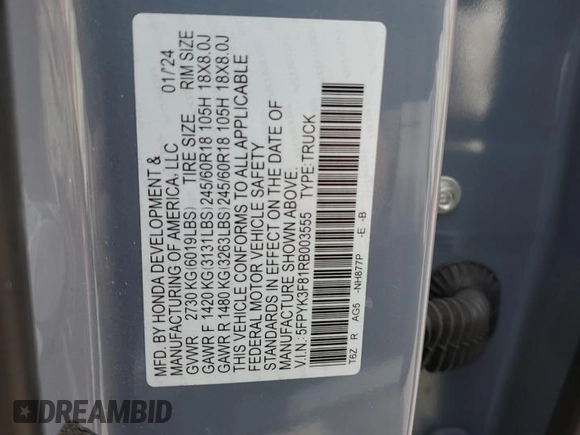 MFD. BY HONDA DEVELOPMENT & 01/24
MANUFACTURING OF AMERICA, LLC
GVWR 2730 KG(6019LBS) TIRE SIZE RIM SIZE
GAWR F 1420 KG(3131LBS) 245/60R18 105H 18X8.0J
GAWR R 1480 KG(3263LBS) 245/60R18 105H 18X8.0J
THIS VEHICLE CONFORMS TO ALL APPLICABLE
FEDERAL MOTOR VEHICLE SAFETY
STANDARDS IN EFFECT ON THE DATE OF
MANUFACTURE SHOWN ABOVE.
V.I.N.: 5FPYK3F81RB003555 TYPE:TRUCK
T6Z R AG5 -NH877P -E -B
DREAMBID